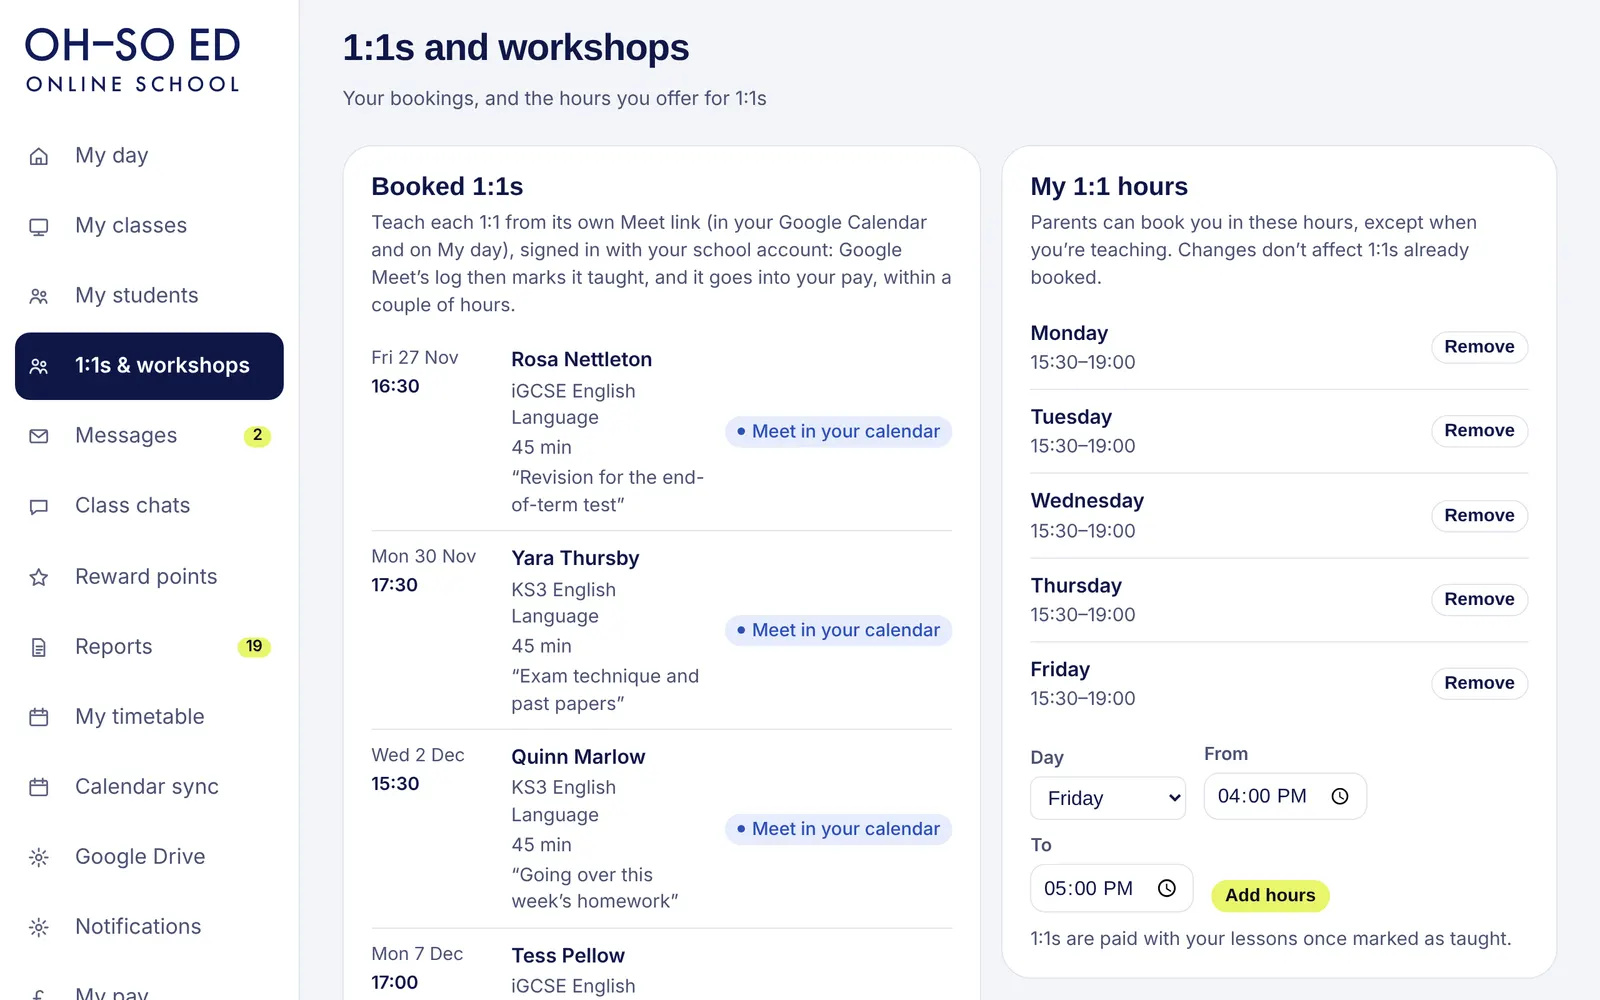 OH–SO ED
ONLINE SCHOOL
My day
My classes
My students
1:1s & workshops
Messages 2
Class chats
Reward points
Reports 19
My timetable
Calendar sync
Google Drive
Notifications
My pay
1:1s and workshops
Your bookings, and the hours you offer for 1:1s
Booked 1:1s
Teach each 1:1 from its own Meet link (in your Google Calendar
and on My day), signed in with your school account: Google
Meet’s log then marks it taught, and it goes into your pay, within a
couple of hours.
Fri 27 Nov
16:30
Rosa Nettleton
iGCSE English
Language
45 min
“Revision for the end-
of-term test”
Meet in your calendar
Mon 30 Nov
17:30
Yara Thursby
KS3 English
Language
45 min
“Exam technique and
past papers”
Meet in your calendar
Wed 2 Dec
15:30
Quinn Marlow
KS3 English
Language
45 min
“Going over this
week’s homework”
Meet in your calendar
Mon 7 Dec
17:00
Tess Pellow
iGCSE English
My 1:1 hours
Parents can book you in these hours, except when
you’re teaching. Changes don’t affect 1:1s already
booked.
Monday
15:30–19:00
Remove
Tuesday
15:30–19:00
Remove
Wednesday
15:30–19:00
Remove
Thursday
15:30–19:00
Remove
Friday
15:30–19:00
Remove
Day
Friday
From
04:00 PM
To
05:00 PM
Add hours
1:1s are paid with your lessons once marked as taught.